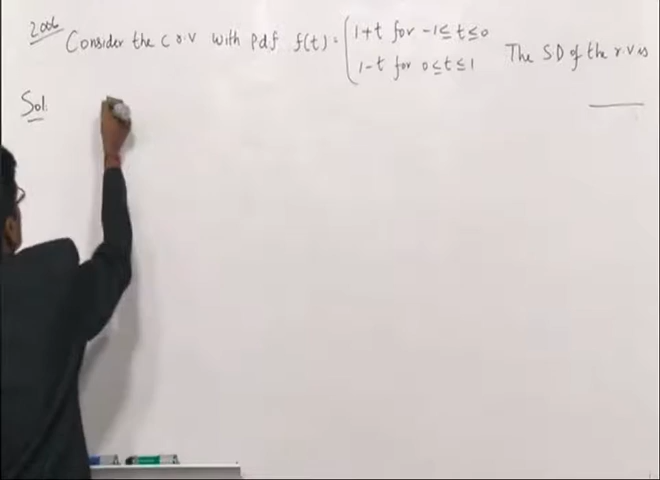 2006
Consider the C r.v with Pdf f(t) = { 1+t for -1≤t≤0
1-t for 0≤t≤1
The SD of the r.v is
Sol: